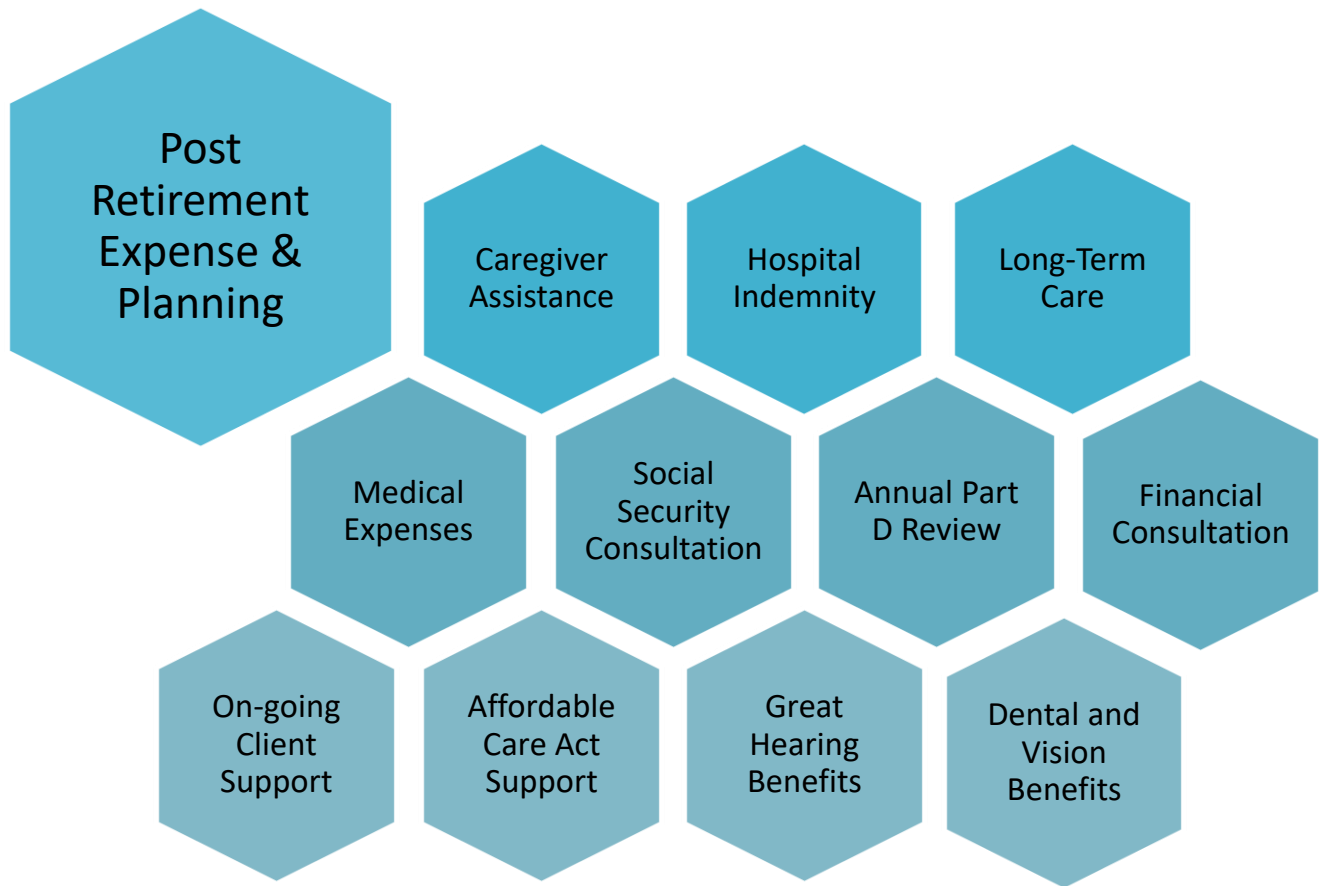 Post
Retirement
Expense &
Planning
Caregiver
Assistance
Hospital
Indemnity
Long-Term
Care
Medical
Expenses
Social
Security
Consultation
Annual Part
D Review
Financial
Consultation
On-going
Client
Support
Affordable
Care Act
Support
Great
Hearing
Benefits
Dental and
Vision
Benefits